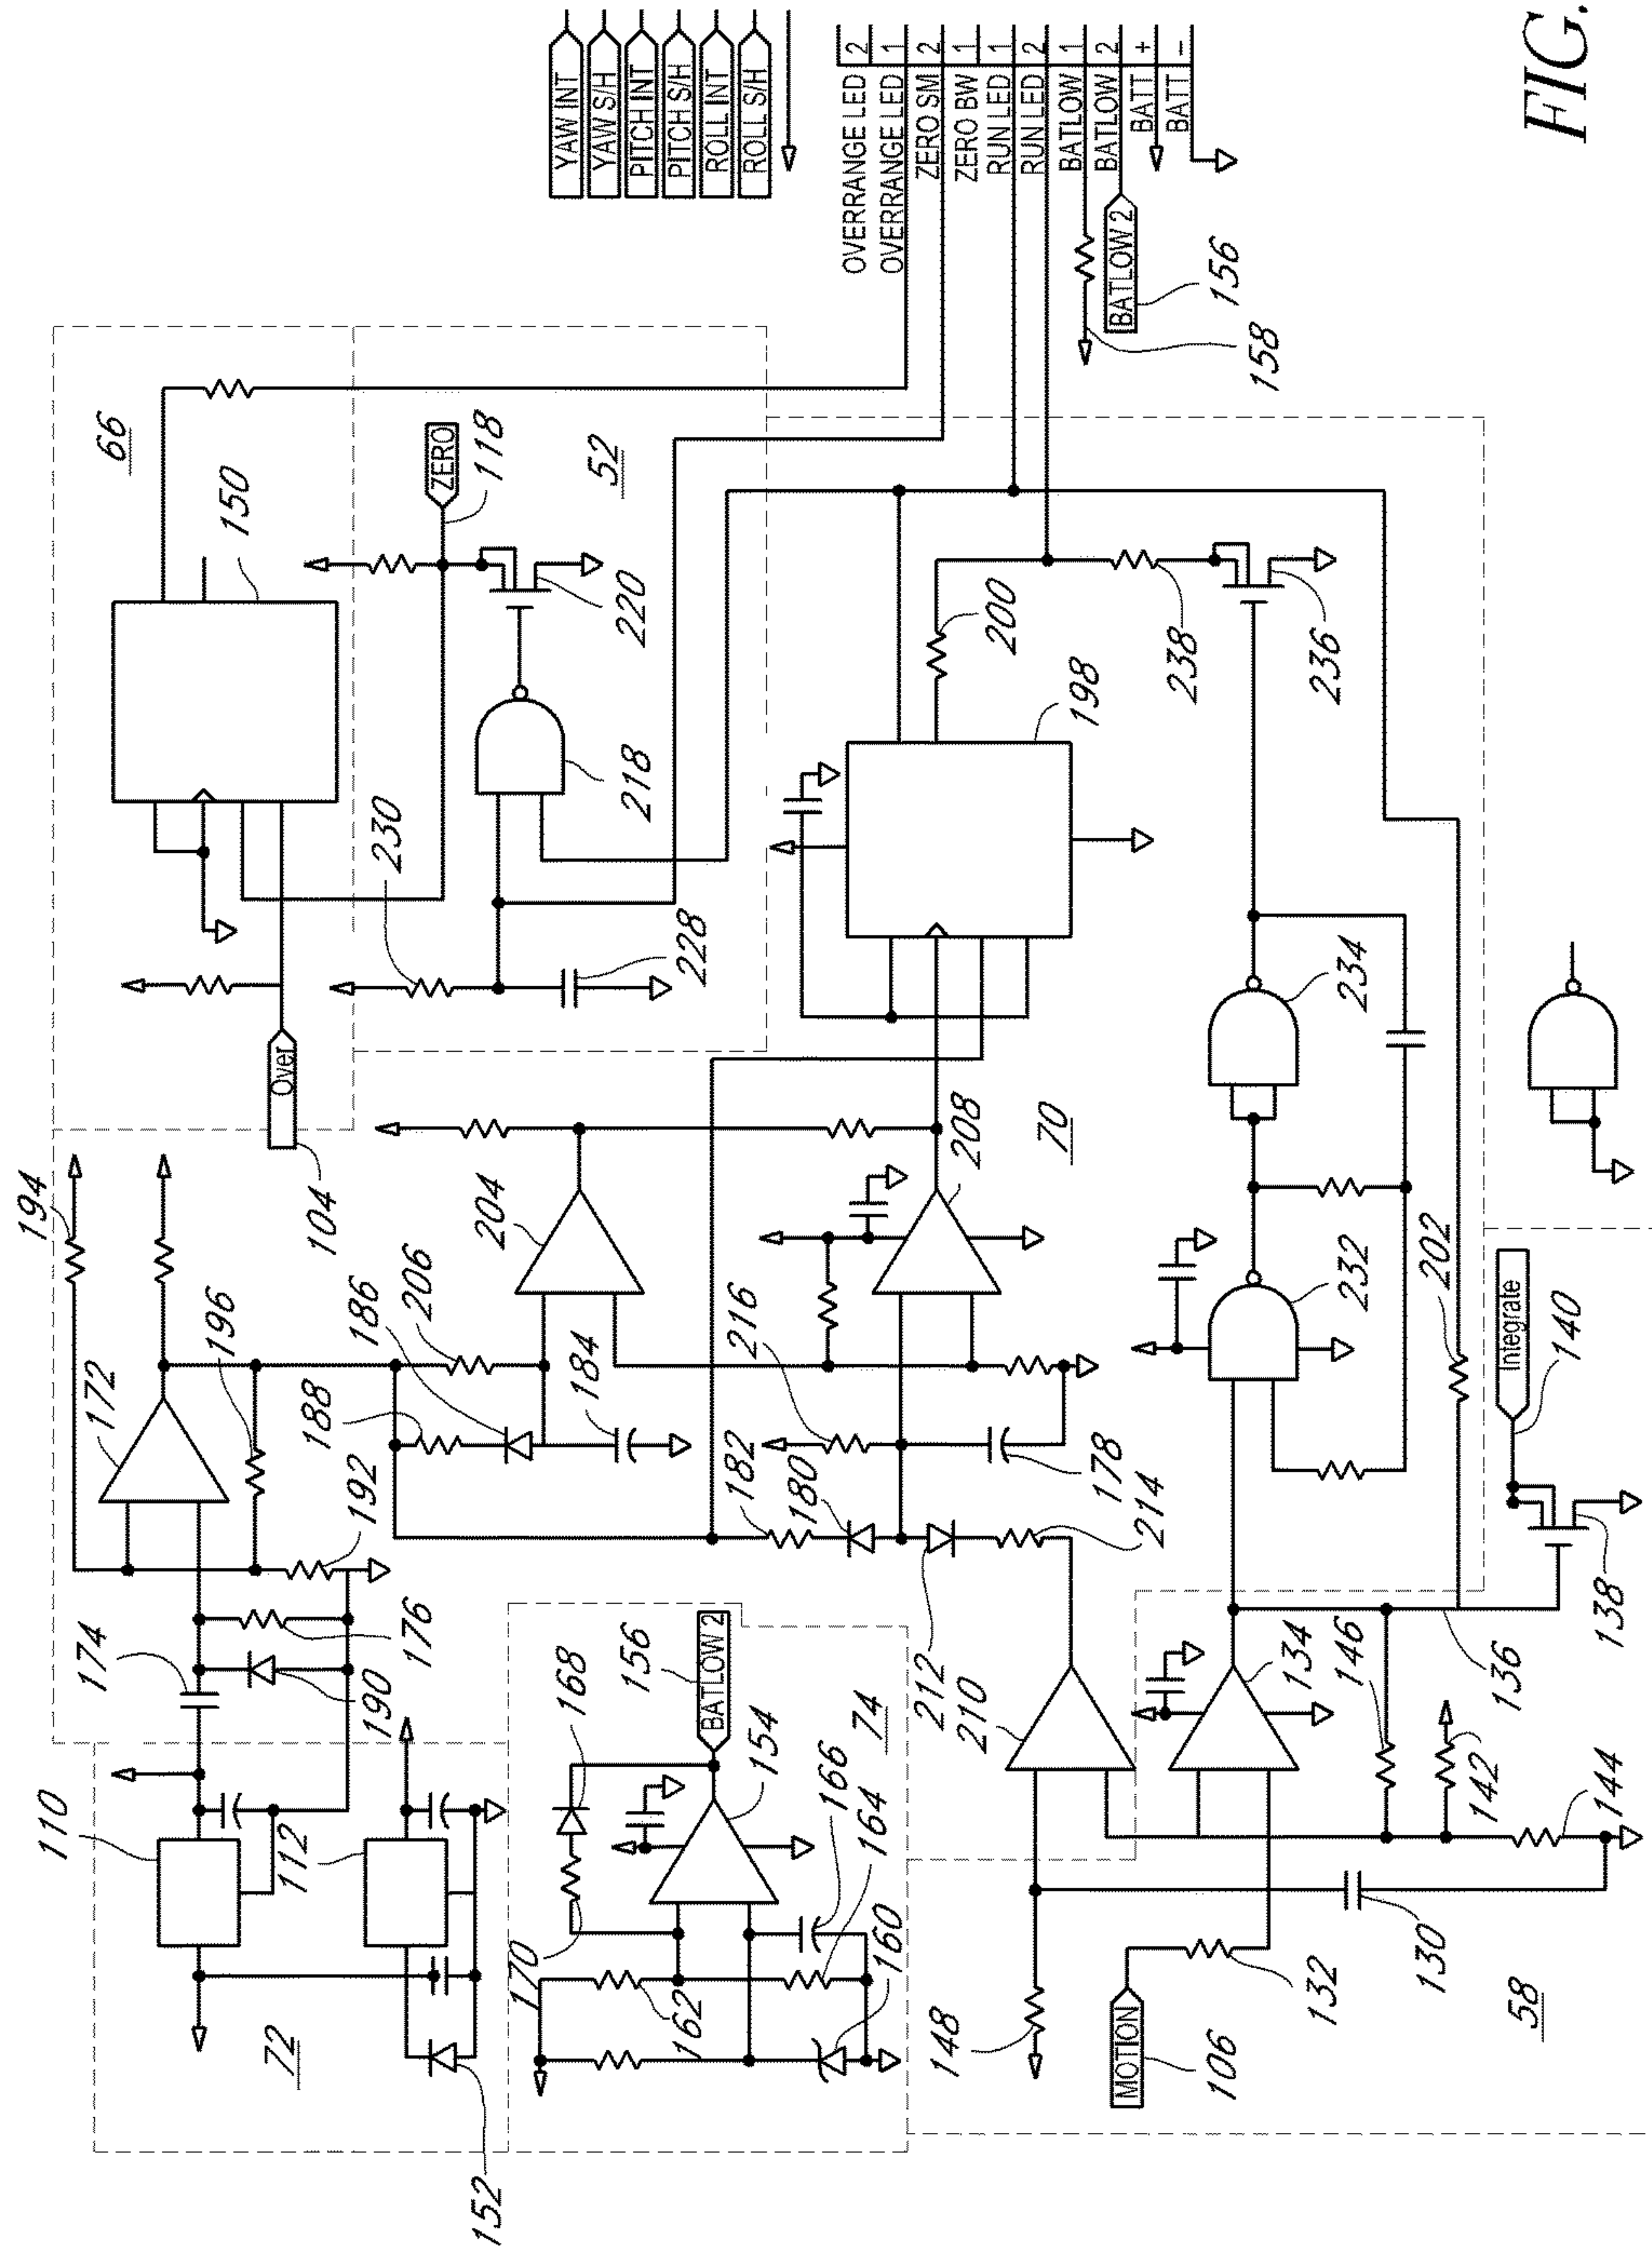 194
110
172
104
66
196
192
174
Over
150
112
176
72
190
188
186
206
204
230
ZERO
118
152
170
168
184
218
220
52
YAW INT
YAW S/H
PITCH INT
PITCH S/H
ROLL INT
ROLL S/H
162
156
BATLOW 2
182
216
228
154
74
166
164
160
180
178
214
208
70
198
200
OVERRANGE LED 2
OVERRANGE LED 1
ZERO SM 2
ZERO BW 1
RUN LED 1
RUN LED 2
BATLOW 1
BATLOW 2
BATT +
BATT -
148
212
210
BATLOW 2
156
158
MOTION
106
132
134
146
232
234
238
236
130
142
136
202
58
144
138
140
Integrate
FIG.